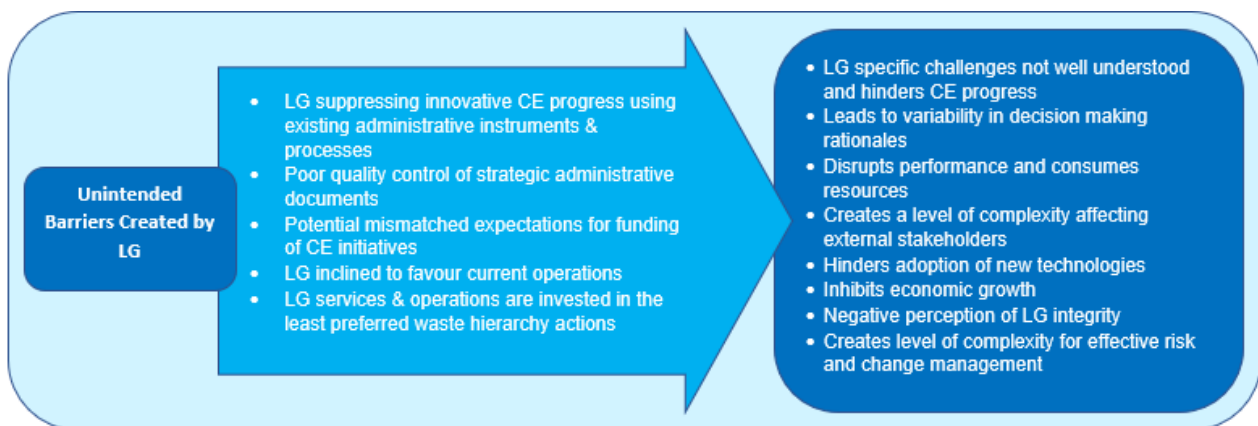 Unintended
Barriers Created by
LG
• LG suppressing innovative CE progress using
existing administrative instruments &
processes
• Poor quality control of strategic administrative
documents
• Potential mismatched expectations for funding
of CE initiatives
• LG inclined to favour current operations
• LG services & operations are invested in the
least preferred waste hierarchy actions
• LG specific challenges not well understood
and hinders CE progress
• Leads to variability in decision making
rationales
• Disrupts performance and consumes
resources
• Creates a level of complexity affecting
external stakeholders
• Hinders adoption of new technologies
• Inhibits economic growth
• Negative perception of LG integrity
• Creates level of complexity for effective risk
and change management